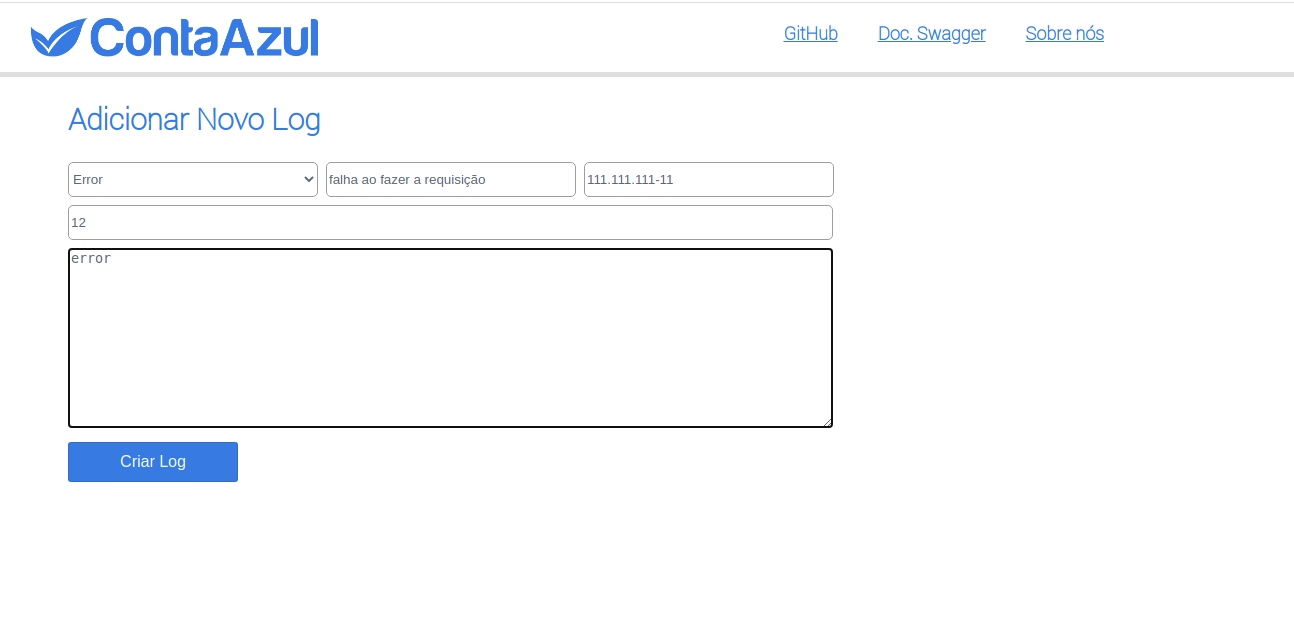 ContaAzul GitHub Doc. Swagger Sobre nós
Adicionar Novo Log
Error falha ao fazer a requisição 111.111.111-11
12
error
Criar Log